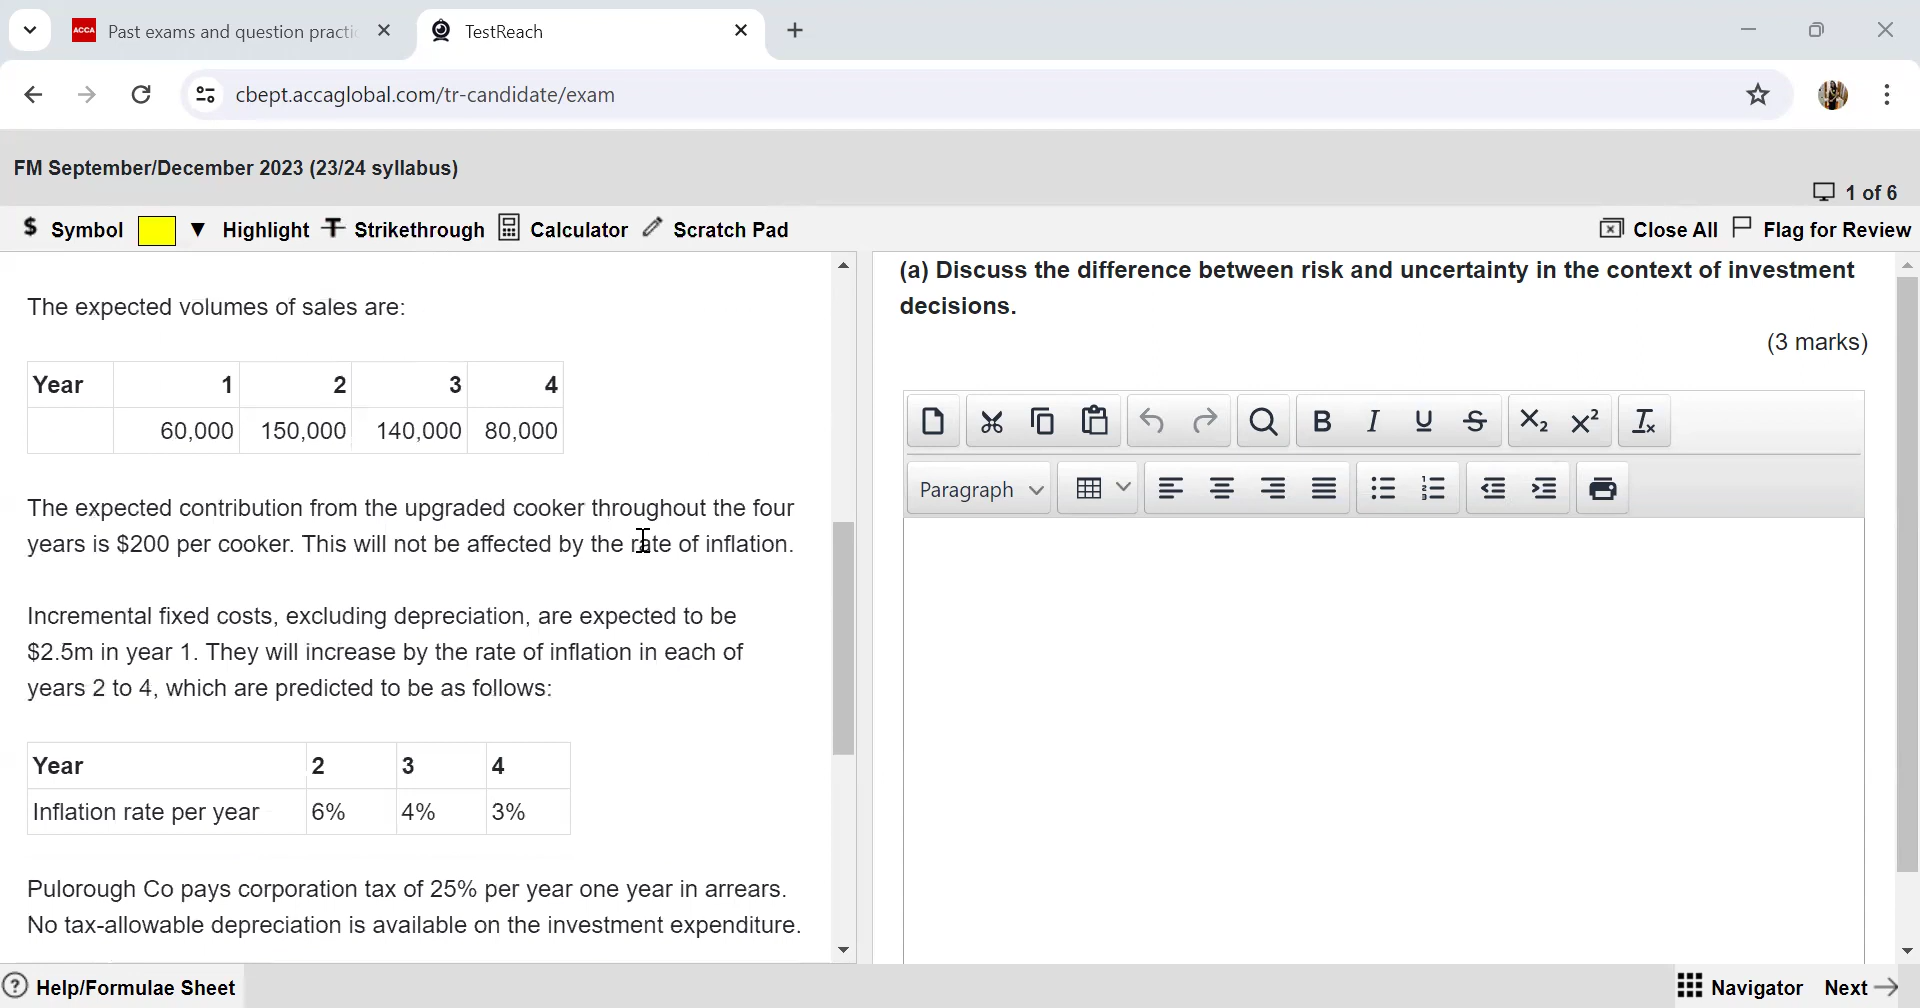 ACCA Past exams and question practi
TestReach
cbept.accaglobal.com/tr-candidate/exam
FM September/December 2023 (23/24 syllabus)
1 of 6
$ Symbol Highlight T Strikethrough Calculator Scratch Pad Close All Flag for Review
The expected volumes of sales are:
Year 1 2 3 4
60,000 150,000 140,000 80,000
The expected contribution from the upgraded cooker throughout the four
years is $200 per cooker. This will not be affected by the rate of inflation.
Incremental fixed costs, excluding depreciation, are expected to be
$2.5m in year 1. They will increase by the rate of inflation in each of
years 2 to 4, which are predicted to be as follows:
Year 2 3 4
Inflation rate per year 6% 4% 3%
Pulorough Co pays corporation tax of 25% per year one year in arrears.
No tax-allowable depreciation is available on the investment expenditure.
(a) Discuss the difference between risk and uncertainty in the context of investment
decisions.
(3 marks)
B I U S X₂ X² Tx
Paragraph
? Help/Formulae Sheet
Navigator Next